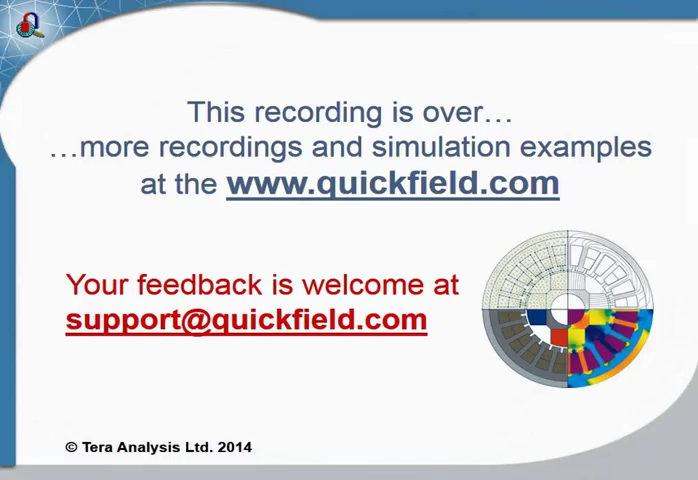 This recording is over…
…more recordings and simulation examples
at the www.quickfield.com
Your feedback is welcome at
support@quickfield.com
© Tera Analysis Ltd. 2014